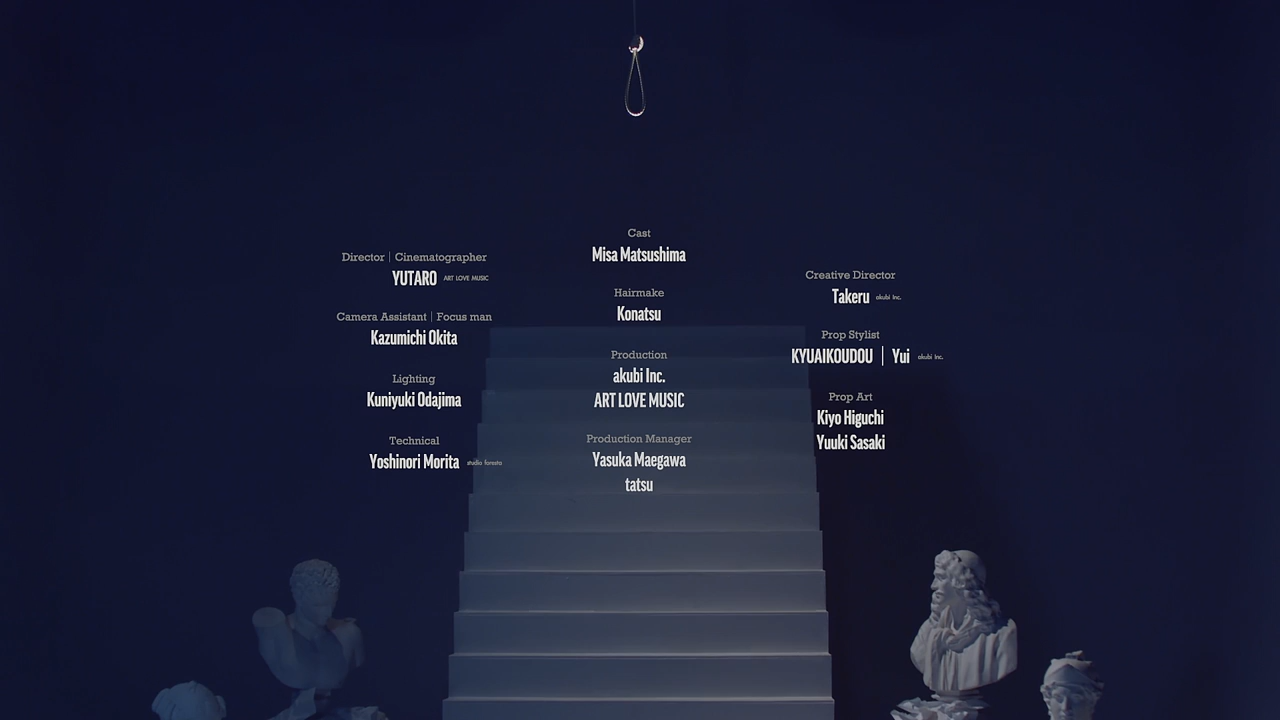 Director | Cinematographer
YUTARO ART LOVE MUSIC
Camera Assistant | Focus man
Kazumichi Okita
Lighting
Kuniyuki Odajima
Technical
Yoshinori Morita studio foresta
Cast
Misa Matsushima
Hairmake
Konatsu
Production
akubi Inc.
ART LOVE MUSIC
Production Manager
Yasuka Maegawa
tatsu
Creative Director
Takeru akubi Inc.
Prop Stylist
KYUAIKOUDOU | Yui akubi Inc.
Prop Art
Kiyo Higuchi
Yuuki Sasaki